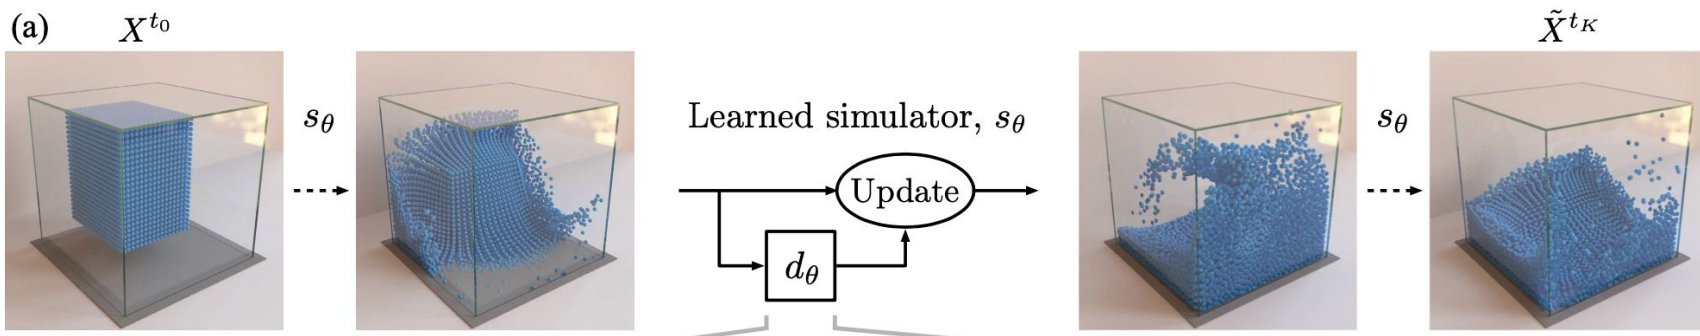 (a) X^{t_0}
s_θ
Learned simulator, s_θ
Update
d_θ
s_θ
X̃^{t_K}